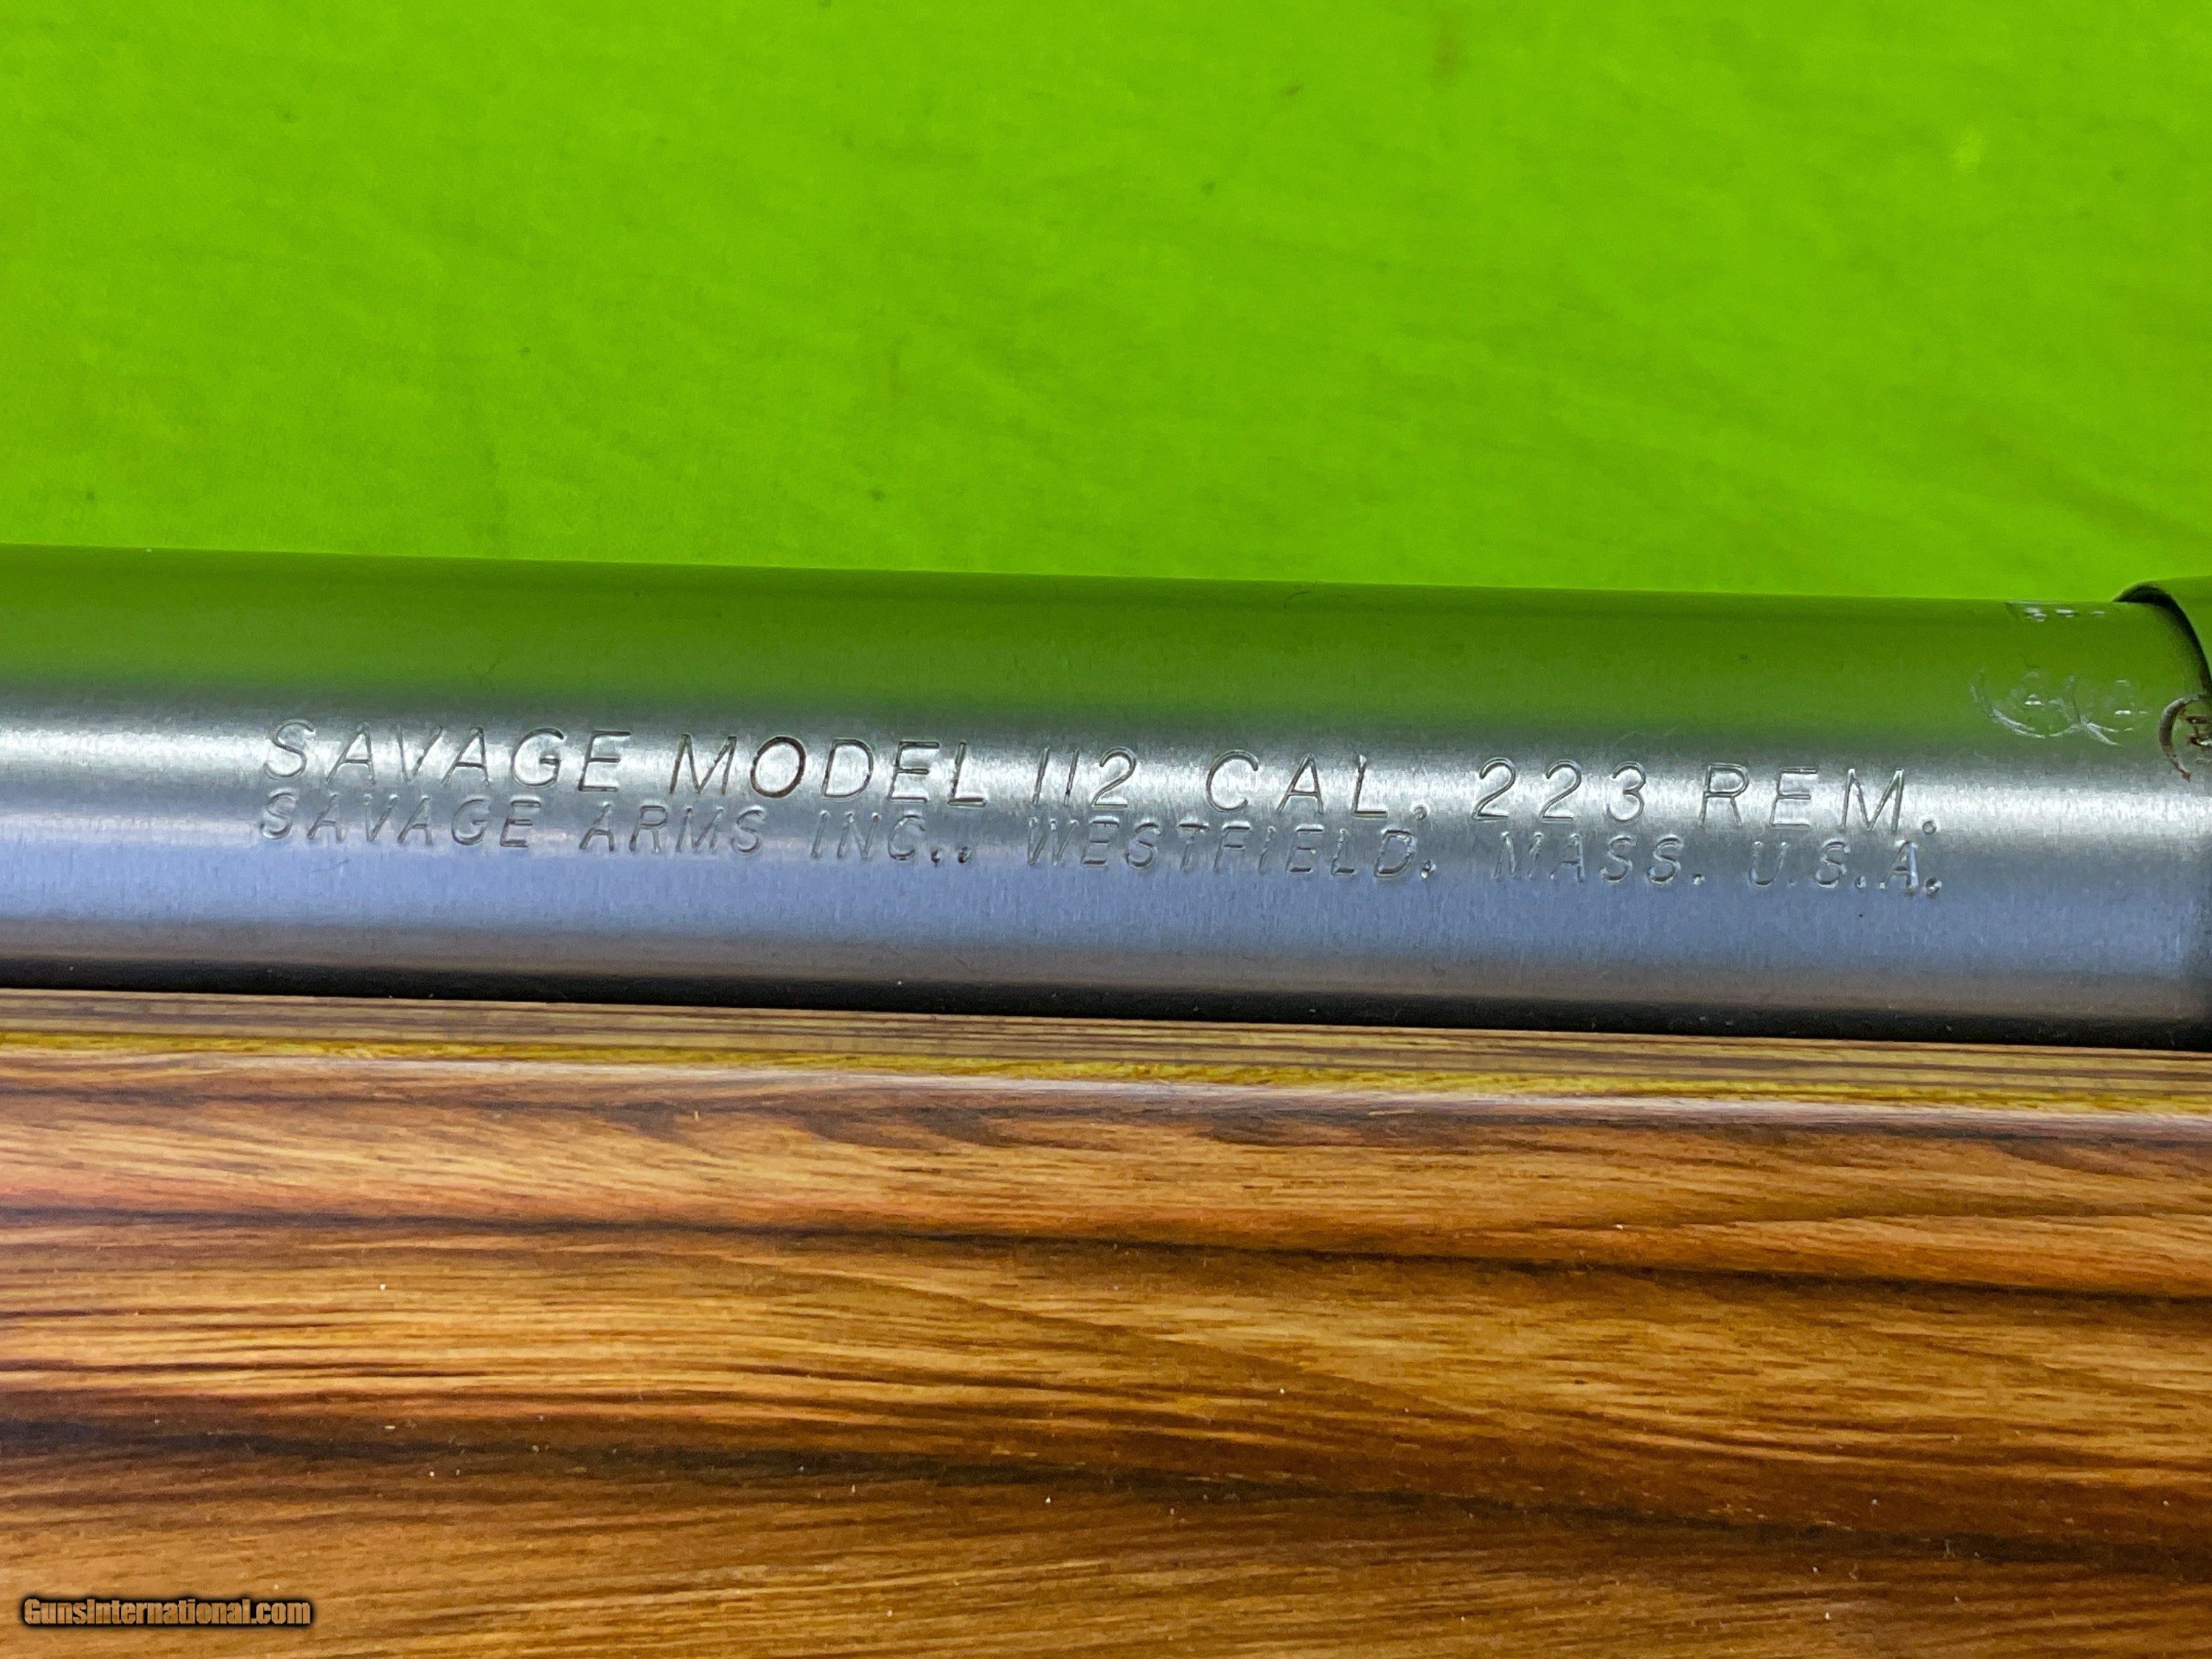 SAVAGE MODEL 112 CAL. 223 REM.
SAVAGE ARMS INC., WESTFIELD, MASS. U.S.A.
GunsInternational.com